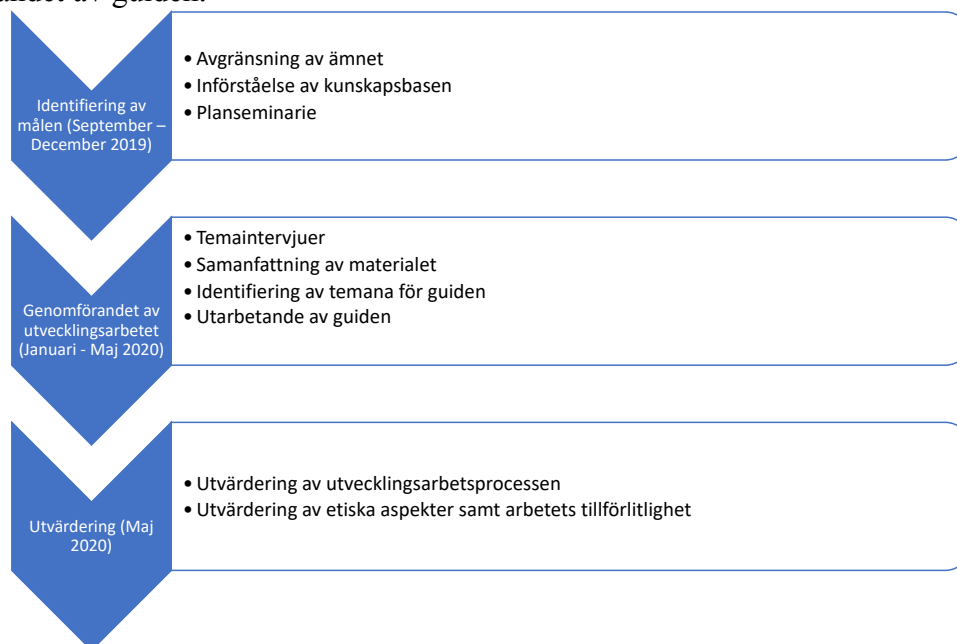 av guiden.
Identifiering av
målen (September –
December 2019)
• Avgränsning av ämnet
• Införståelse av kunskapsbasen
• Planseminarie
Genomförandet av
utvecklingsarbetet
(Januari - Maj 2020)
• Temaintervjuer
• Samanfattning av materialet
• Identifiering av temana för guiden
• Utarbetande av guiden
Utvärdering (Maj
2020)
• Utvärdering av utvecklingsarbetsprocessen
• Utvärdering av etiska aspekter samt arbetets tillförlitlighet